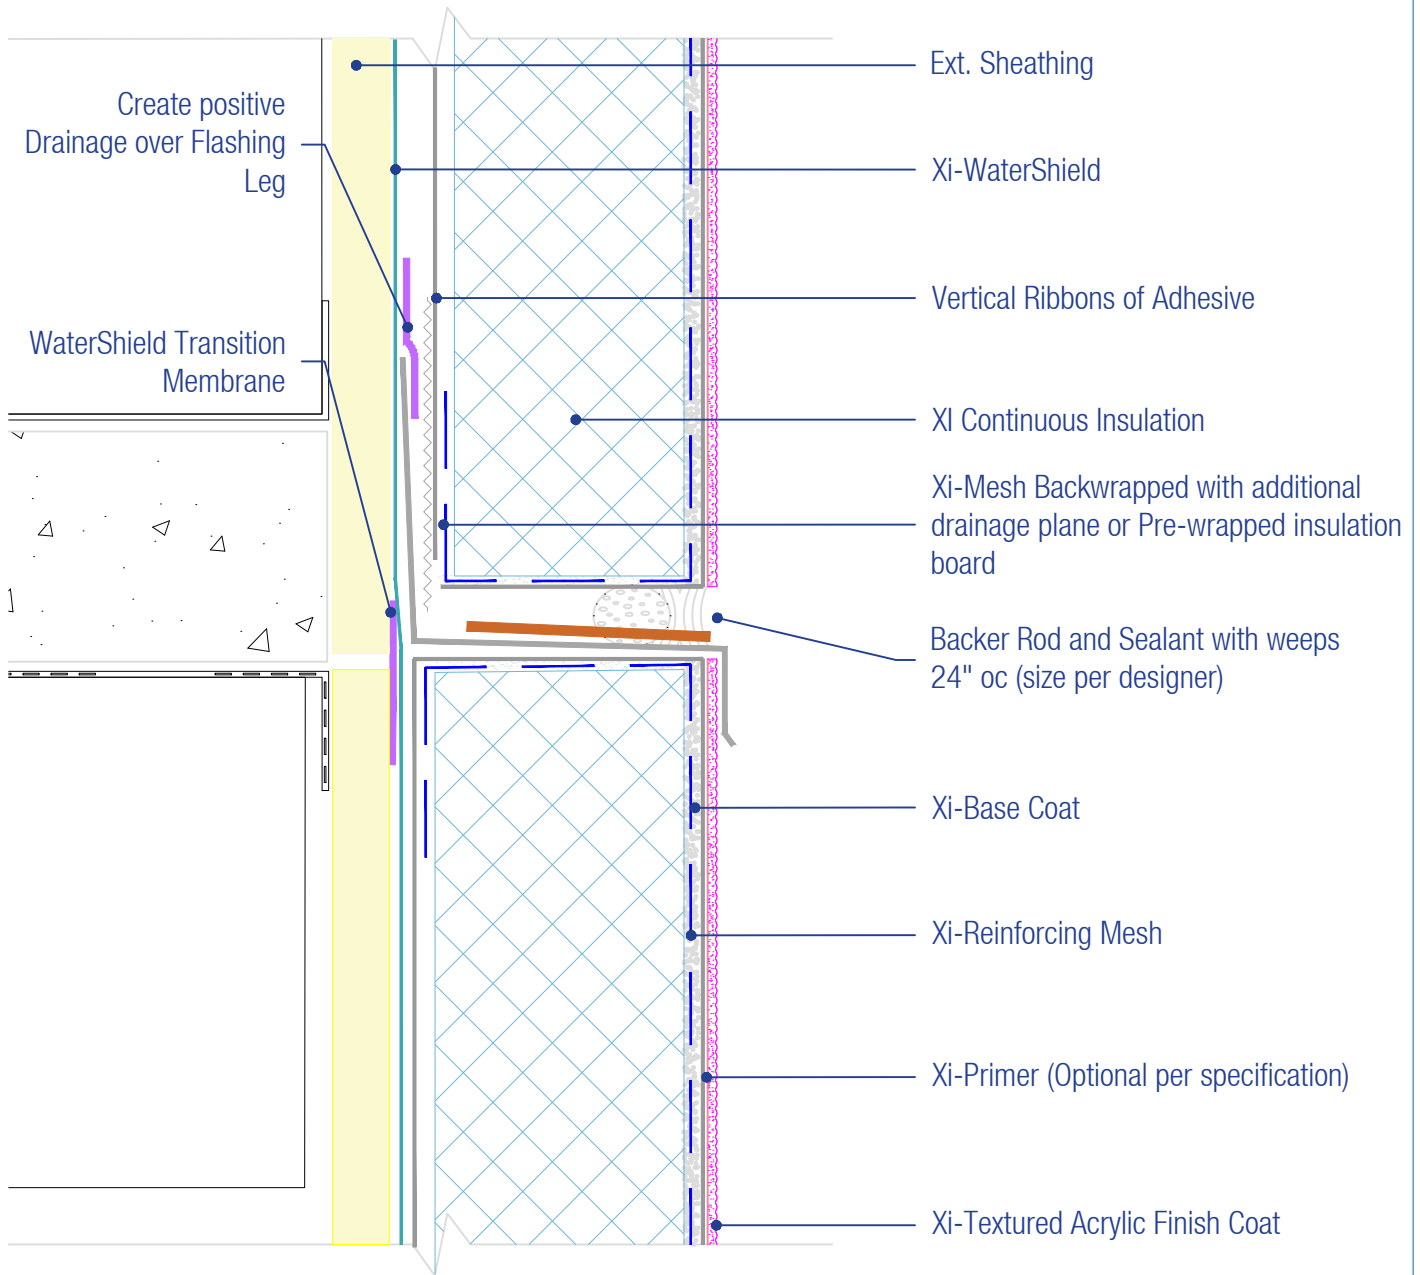 Ext. Sheathing
Create positive
Drainage over Flashing
Leg
Xi-WaterShield
Vertical Ribbons of Adhesive
WaterShield Transition
Membrane
XI Continuous Insulation
Xi-Mesh Backwrapped with additional
drainage plane or Pre-wrapped insulation
board
Backer Rod and Sealant with weeps
24" oc (size per designer)
Xi-Base Coat
Xi-Reinforcing Mesh
Xi-Primer (Optional per specification)
Xi-Textured Acrylic Finish Coat